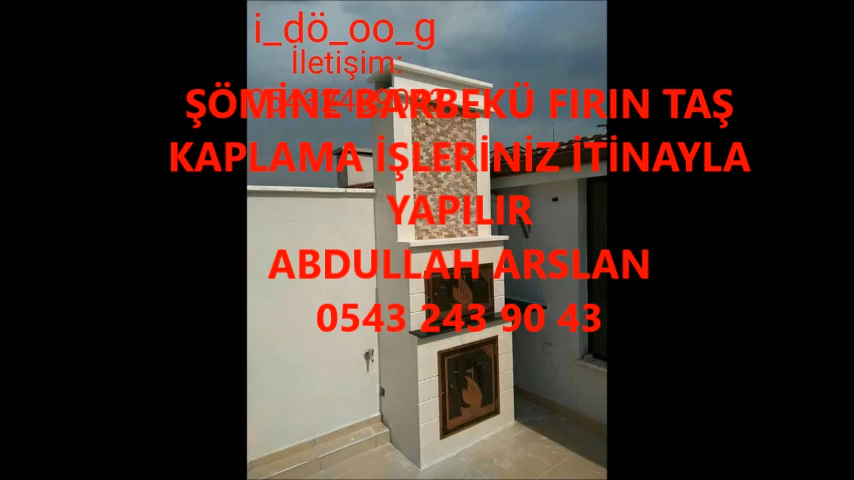 i_dö_oo_g
İletişim:
ŞÖMİNE BARBEKÜ FIRIN TAŞ
KAPLAMA İŞLERİNİZ İTİNAYLA
YAPILIR
ABDULLAH ARSLAN
0543 243 90 43